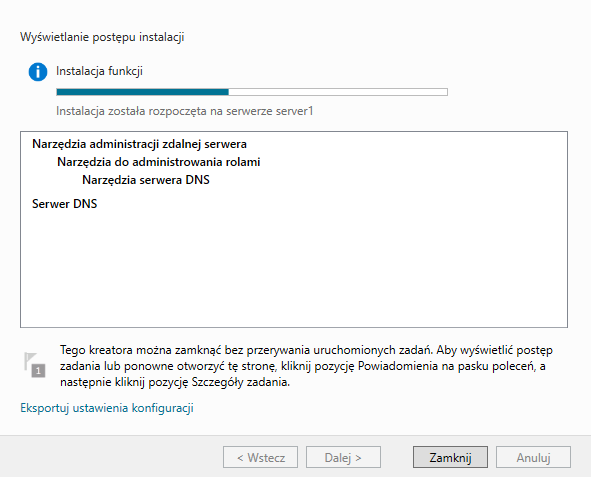 Wyświetlanie postępu instalacji
Instalacja funkcji
Instalacja została rozpoczęta na serwerze server1
Narzędzia administracji zdalnej serwera
Narzędzia do administrowania rolami
Narzędzia serwera DNS
Serwer DNS
Tego kreatora można zamknąć bez przerywania uruchomionych zadań. Aby wyświetlić postęp
zadania lub ponowne otworzyć tę stronę, kliknij pozycję Powiadomienia na pasku poleceń, a
następnie kliknij pozycję Szczegóły zadania.
1
Eksportuj ustawienia konfiguracji
< Wstecz Dalej > Zamknij Anuluj